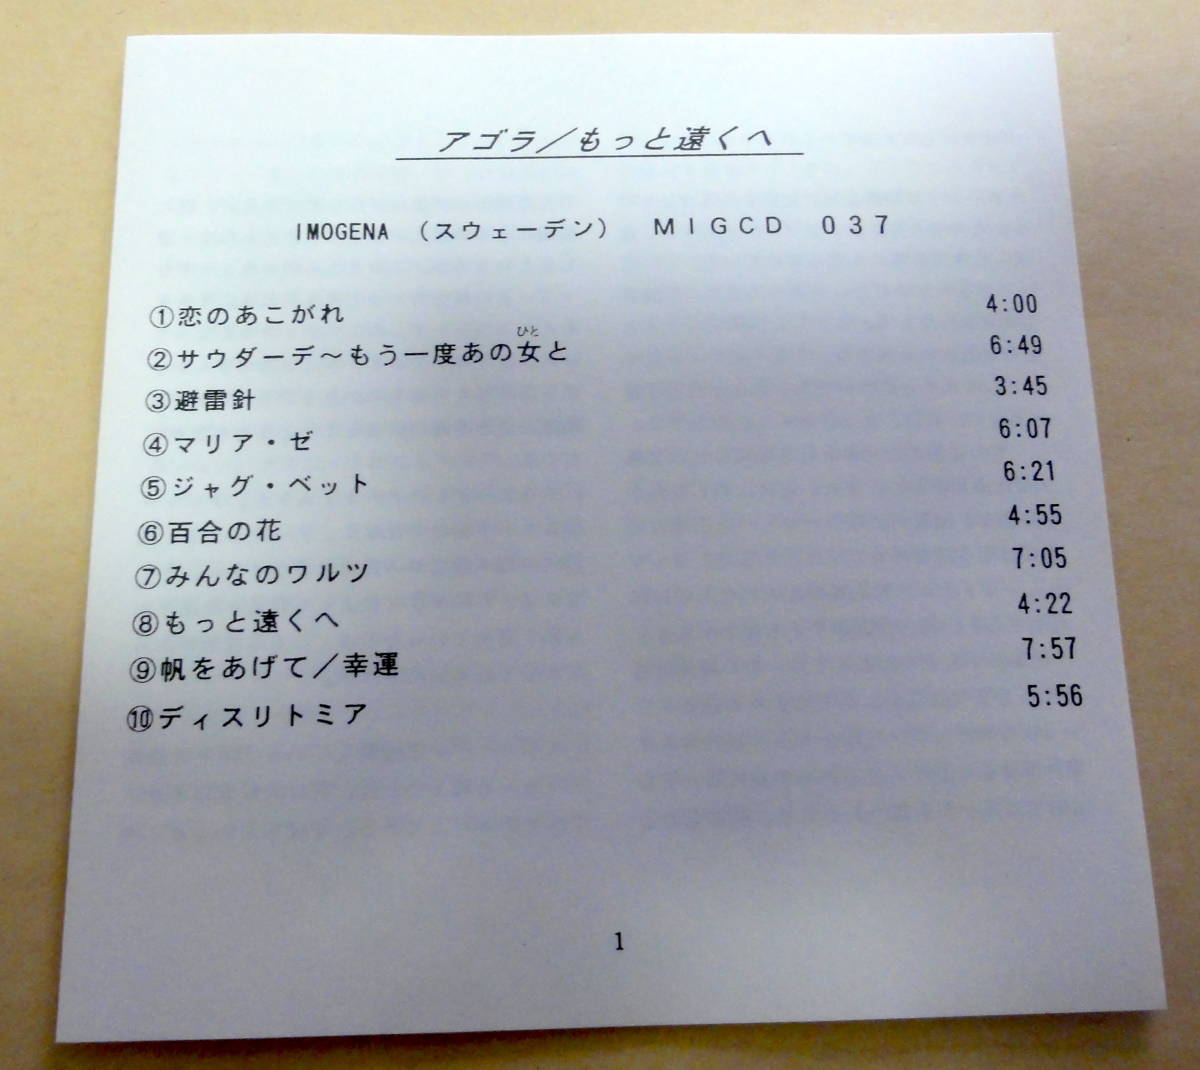 アゴラ／もっと遠くへ
IMOGENA （スウェーデン） ＭＩＧＣＤ ０３７
①恋のあこがれ 4:00
②サウダーデ～もう一度あの女と 6:49
ひと
③避雷針 3:45
④マリア・ゼ 6:07
⑤ジャグ・ベット 6:21
⑥百合の花 4:55
⑦みんなのワルツ 7:05
⑧もっと遠くへ 4:22
⑨帆をあげて／幸運 7:57
⑩ディスリトミア 5:56
1